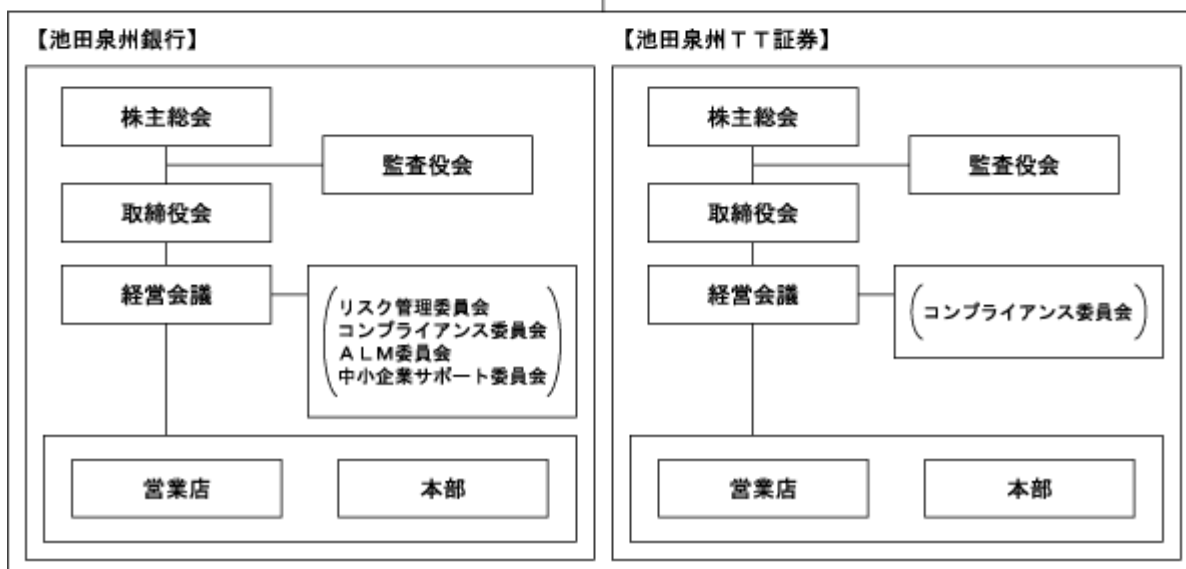 【池田泉州銀行】
株主総会
監査役会
取締役会
経営会議
リスク管理委員会
コンプライアンス委員会
ALM委員会
中小企業サポート委員会
営業店
本部
【池田泉州TT証券】
株主総会
監査役会
取締役会
経営会議
コンプライアンス委員会
営業店
本部